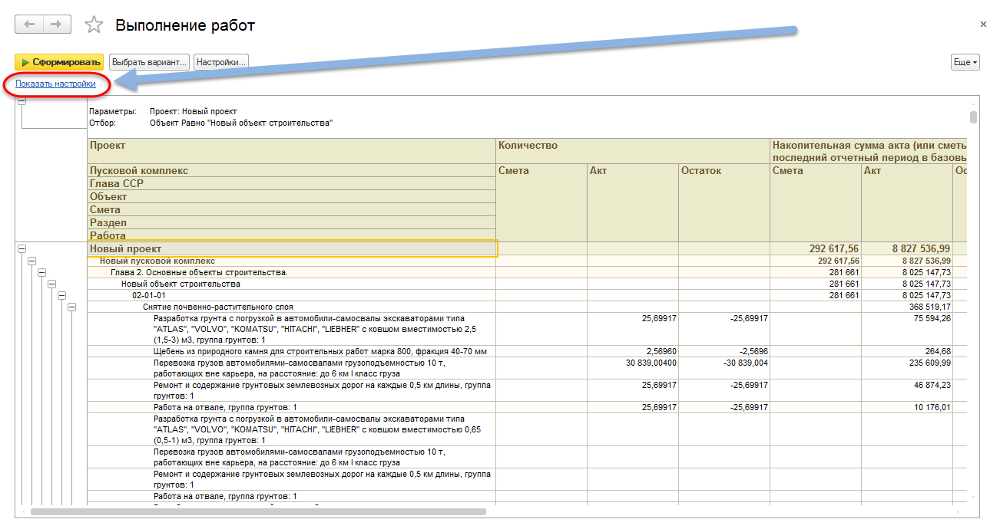 Выполнение работ
Сформировать
Выбрать вариант...
Настройки...
Еще
Показать настройки
Параметры: Проект: Новый проект
Отбор: Объект Равно "Новый объект строительства"
Проект Количество Накопительная сумма акта (или сметы
последний отчетный период в базовы
Пусковой комплекс Смета Акт Остаток Смета Акт Ос
Глава ССР
Объект
Смета
Раздел
Работа
Новый проект 292 617,56 8 827 536,99
Новый пусковой комплекс 292 617,56 8 827 536,99
Глава 2. Основные объекты строительства. 281 661 8 025 147,73
Новый объект строительства 281 661 8 025 147,73
02-01-01 281 661 8 025 147,73
Снятие почвенно-растительного слоя 368 519,17
Разработка грунта с погрузкой в автомобили-самосвалы экскаваторами типа 25,69917 -25,69917 75 594,26
"ATLAS", "VOLVO", "KOMATSU", "HITACHI", "LIEBHER" с ковшом вместимостью 2,5
(1,5-3) м3, группа грунтов: 1
Щебень из природного камня для строительных работ марка 800, фракция 40-70 мм 2,56960 -2,5696 264,68
Перевозка грузов автомобилями-самосвалами грузоподъемностью 10 т, 30 839,00400 -30 839,004 235 609,99
работающих вне карьера, на расстояние: до 6 км I класс груза
Ремонт и содержание грунтовых землевозных дорог на каждые 0,5 км длины, группа 25,69917 -25,69917 46 874,23
грунтов: 1
Работа на отвале, группа грунтов: 1 25,69917 -25,69917 10 176,01
Разработка грунта с погрузкой в автомобили-самосвалы экскаваторами типа
"ATLAS", "VOLVO", "KOMATSU", "HITACHI", "LIEBHER" с ковшом вместимостью 0,65
(0,5-1) м3, группа грунтов: 1
Перевозка грузов автомобилями-самосвалами грузоподъемностью 10 т,
работающих вне карьера, на расстояние: до 6 км I класс груза
Ремонт и содержание грунтовых землевозных дорог на каждые 0,5 км длины, группа
грунтов: 1
Работа на отвале, группа грунтов: 1